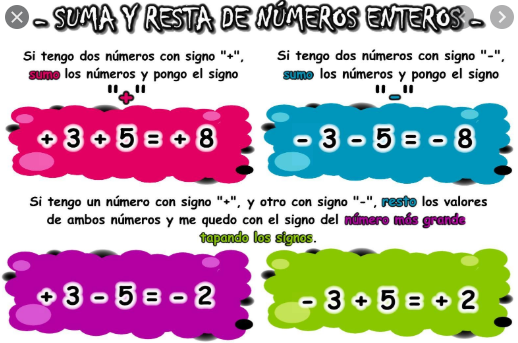 - SUMA Y RESTA DE NÚMEROS ENTEROS -
Si tengo dos números con signo "+",
sumo los números y pongo el signo
"+"
+ 3 + 5 = + 8
Si tengo dos números con signo "-",
sumo los números y pongo el signo
"-"
- 3 - 5 = - 8
Si tengo un número con signo "+", y otro con signo "-", resto los valores
de ambos números y me quedo con el signo del número más grande
tapando los signos.
+ 3 - 5 = - 2
- 3 + 5 = + 2